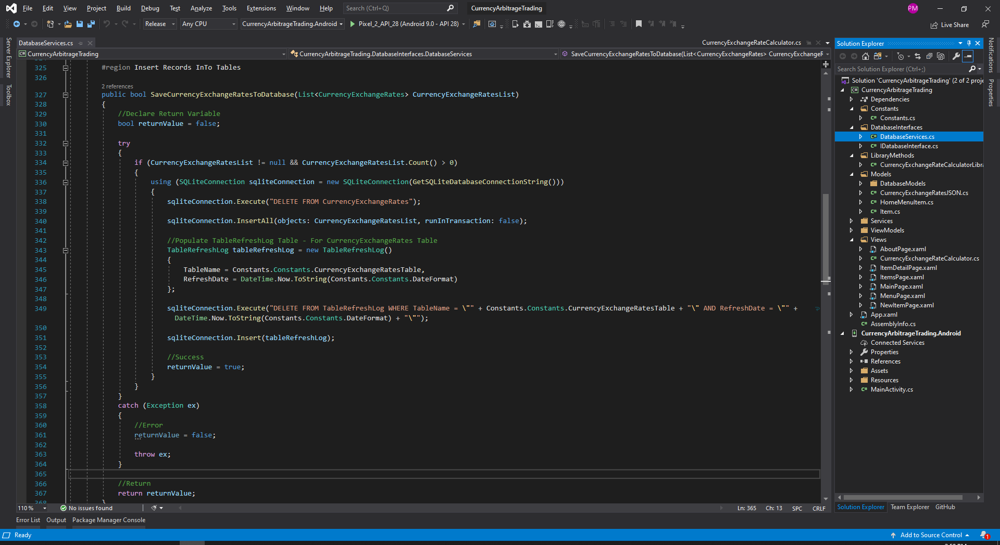 File Edit View Project Build Debug Test Analyze Tools Extensions Window Help Search (Ctrl+Q) CurrencyArbitrageTrading PM
Release Any CPU CurrencyArbitrageTrading.Android Pixel_2_API_28 (Android 9.0 - API 28) Live Share
Server Explorer
Toolbox
DatabaseServices.cs CurrencyExchangeRateCalculator.cs
CurrencyArbitrageTrading CurrencyArbitrageTrading.DatabaseInterfaces.DatabaseServices SaveCurrencyExchangeRatesToDatabase(List<CurrencyExchangeRates> CurrencyExchangeR
325 #region Insert Records InTo Tables
326
2 references
327 public bool SaveCurrencyExchangeRatesToDatabase(List<CurrencyExchangeRates> CurrencyExchangeRatesList)
328 {
329 //Declare Return Variable
330 bool returnValue = false;
331
332 try
333 {
334 if (CurrencyExchangeRatesList != null && CurrencyExchangeRatesList.Count() > 0)
335 {
336 using (SQLiteConnection sqliteConnection = new SQLiteConnection(GetSQLiteDatabaseConnectionString()))
337 {
338 sqliteConnection.Execute("DELETE FROM CurrencyExchangeRates");
339
340 sqliteConnection.InsertAll(objects: CurrencyExchangeRatesList, runInTransaction: false);
341
342 //Populate TableRefreshLog Table - For CurrencyExchangeRates Table
343 TableRefreshLog tableRefreshLog = new TableRefreshLog()
344 {
345 TableName = Constants.Constants.CurrencyExchangeRatesTable,
346 RefreshDate = DateTime.Now.ToString(Constants.Constants.DateFormat)
347 };
348
349 sqliteConnection.Execute("DELETE FROM TableRefreshLog WHERE TableName = \"" + Constants.Constants.CurrencyExchangeRatesTable + "\" AND RefreshDate = \"" +
DateTime.Now.ToString(Constants.Constants.DateFormat) + "\"");
350
351 sqliteConnection.Insert(tableRefreshLog);
352
353 //Success
354 returnValue = true;
355 }
356 }
357 }
358 catch (Exception ex)
359 {
360 //Error
361 returnValue = false;
362
363 throw ex;
364 }
365
366 //Return
367 return returnValue;
368 }
110 % No issues found Ln: 365 Ch: 13 SPC CRLF
Error List Output Package Manager Console
Ready Add to Source Control 1
Solution Explorer
Search Solution Explorer (Ctrl+;)
Solution 'CurrencyArbitrageTrading' (2 of 2 proje
CurrencyArbitrageTrading
Dependencies
Constants
Constants.cs
DatabaseInterfaces
DatabaseServices.cs
IDatabaseInterface.cs
LibraryMethods
CurrencyExchangeRateCalculatorLibra
Models
DatabaseModels
CurrencyExchangeRatesJSON.cs
HomeMenuItem.cs
Item.cs
Services
ViewModels
Views
AboutPage.xaml
CurrencyExchangeRateCalculator.cs
ItemDetailPage.xaml
ItemsPage.xaml
MainPage.xaml
MenuPage.xaml
NewItemPage.xaml
App.xaml
AssemblyInfo.cs
CurrencyArbitrageTrading.Android
Connected Services
Properties
References
Assets
Resources
MainActivity.cs
Solution Explorer Team Explorer GitHub
Notifications
Properties